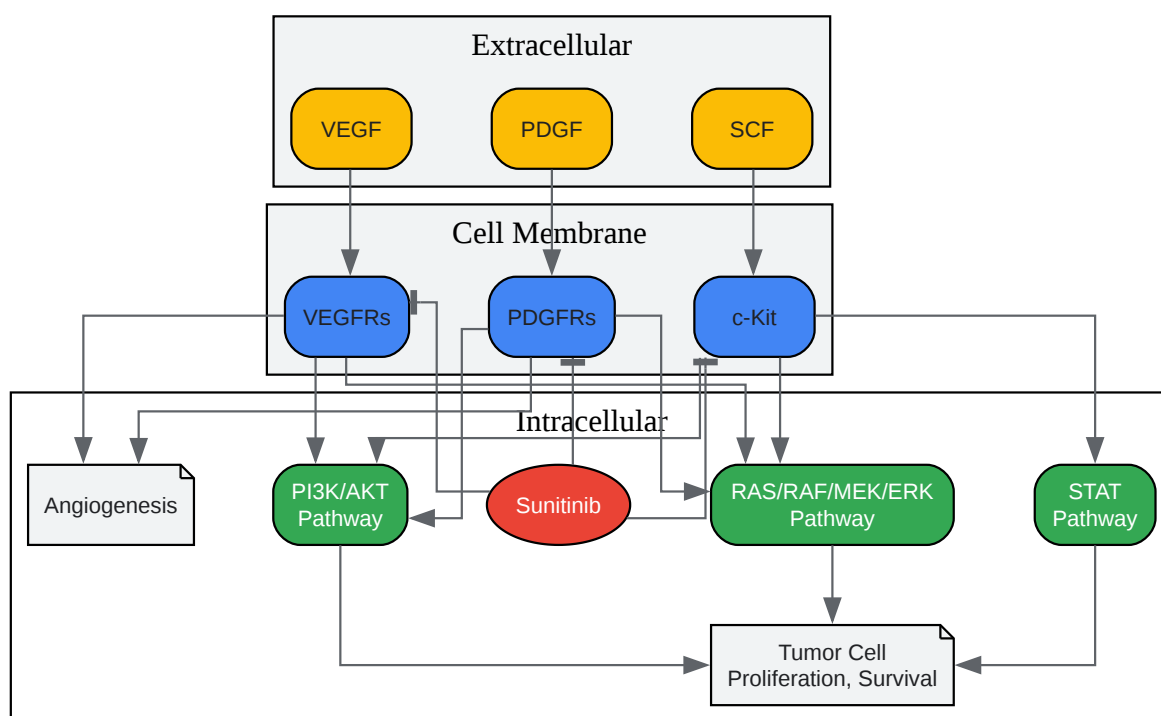 Extracellular
VEGF
PDGF
SCF
Cell Membrane
VEGFRs
PDGFRs
c-Kit
Intracellular
Angiogenesis
PI3K/AKT
Pathway
Sunitinib
RAS/RAF/MEK/ERK
Pathway
STAT
Pathway
Tumor Cell
Proliferation, Survival